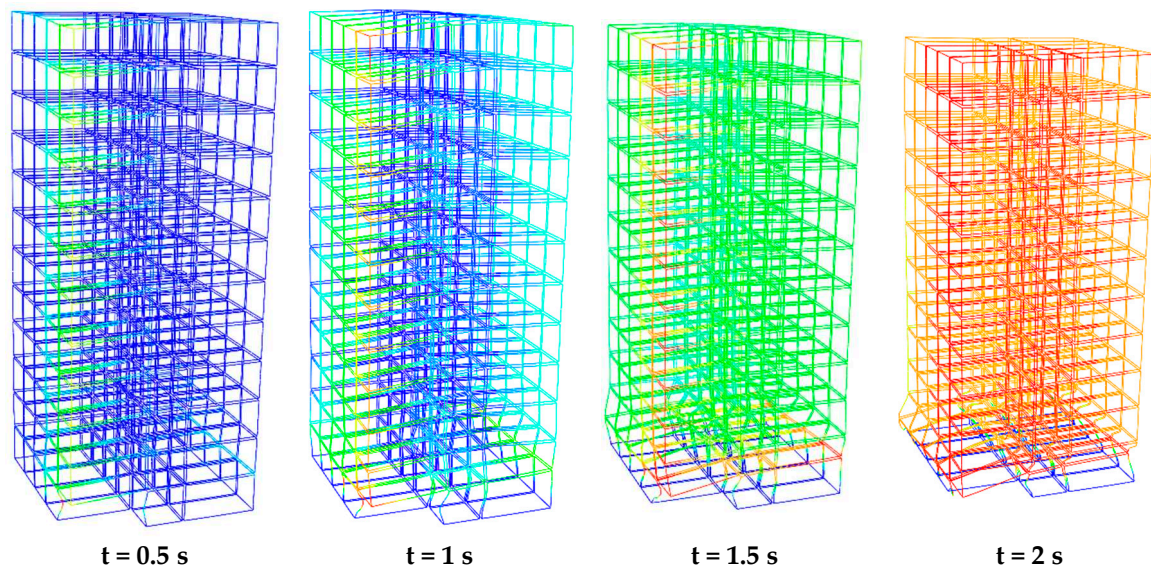 t = 0.5 s
t = 1 s
t = 1.5 s
t = 2 s